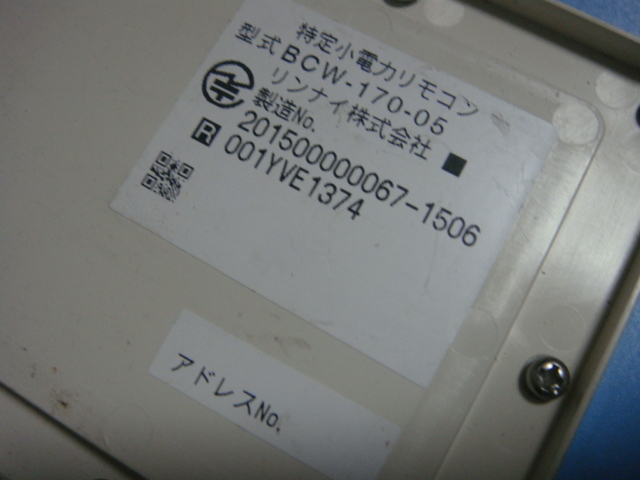 特定小電力リモコン
型式 BCW-170-05
リンナイ株式会社 ■
製造No.
201500000067-1506
R 001YVE1374
アドレスNo.